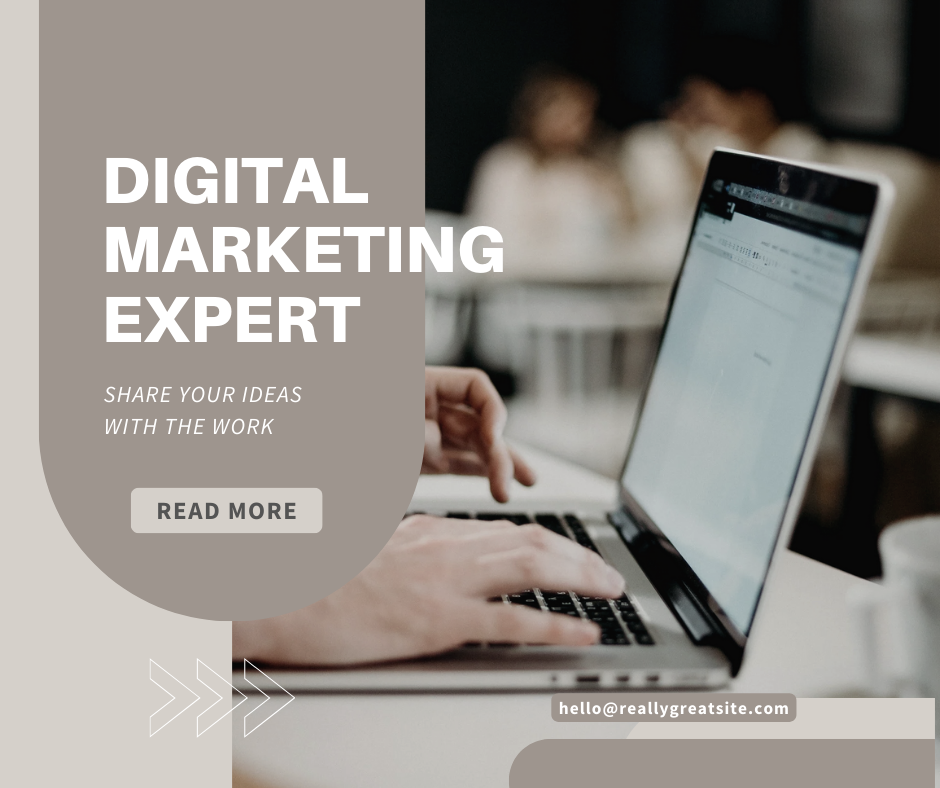 DIGITAL
MARKETING
EXPERT
SHARE YOUR IDEAS
WITH THE WORK
READ MORE
hello@reallygreatsite.com